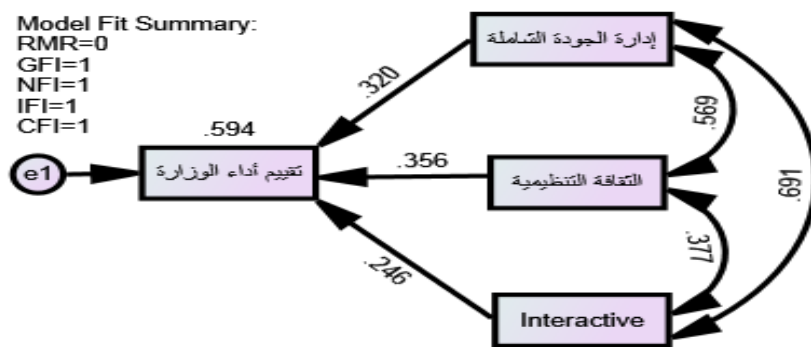 Model Fit Summary:
RMR=0
GFI=1
NFI=1
IFI=1
CFI=1
إدارة الجودة الشاملة
.320
.569
.594
e1
تقييم أداء الوزارة
.356
الثقافة التنظيمية
.691
.377
.246
Interactive